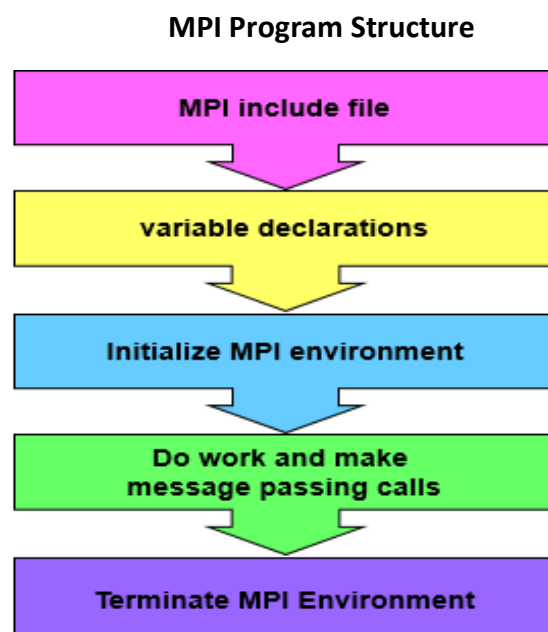 MPI Program Structure
MPI include file
variable declarations
Initialize MPI environment
Do work and make
message passing calls
Terminate MPI Environment